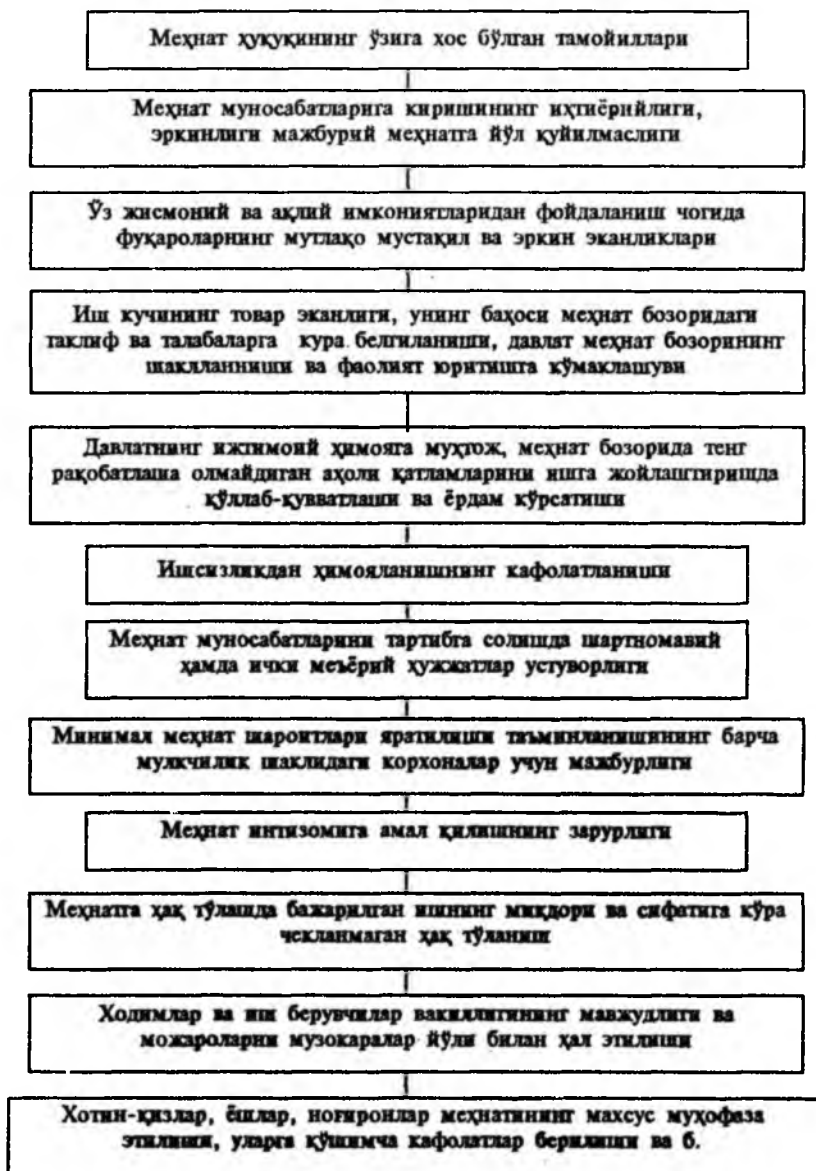 Меҳнат ҳуқуқининг ўзига хос бўлган тамойиллари
Меҳнат муносабатларига киришининг ихтиёрийлиги,
эркинлиги мажбурий меҳнатга йўл қуйилмаслиги
Ўз жисмоний ва ақлий имкониятларидан фойдаланиш чоғида
фуқароларнинг мутлақо мустақил ва эркин эканликлари
Иш кучининг товар эканлиги, унинг баҳоси меҳнат бозоридаги
таклиф ва талабаларга кура белгиланиши, давлат меҳнат бозорининг
шаклланниши ва фаолият юритишга кўмаклашуви
Давлатнинг ижтимоий ҳимояга муҳтож, меҳнат бозорида тенг
рақобатлаша олмайдиган аҳоли қатламларини ишга жойлаштиришда
қўллаб-қувватлаши ва ёрдам кўрсатиши
Ишсизликдан ҳимояланишнинг кафолатланиши
Меҳнат муносабатларини тартибга солишда шартномавий
ҳамда ички меъёрий ҳужжатлар устуворлиги
Минимал меҳнат шароитлари яратилиши таъминланишининг барча
мулкчилик шаклидаги корхоналар учун мажбурлиги
Меҳнат интизомига амал қилишнинг зарурлиги
Меҳнатга ҳақ тўлашда бажарилган ишнинг миқдори ва сифатига кўра
чекланмаган ҳақ тўланиш
Ходимлар ва иш берувчилар вакиллигининг мавжудлиги ва
можароларни музокаралар йўли билан ҳал этилиши
Хотин-қизлар, ёшлар, ногиронлар меҳнатининг махсус муҳофаза
этилиши, уларга қўшимча кафолатлар берилиши ва б.